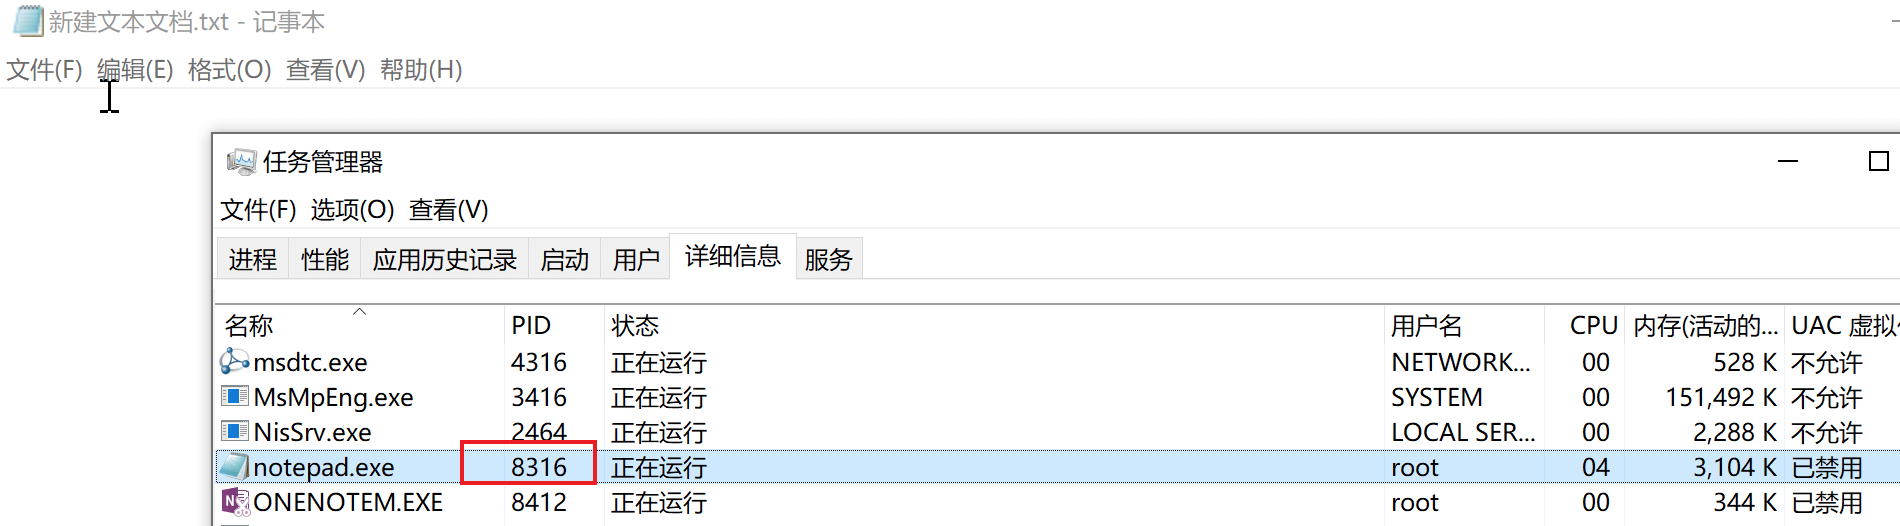 新建文本文档.txt - 记事本
文件(F) 编辑(E) 格式(O) 查看(V) 帮助(H)
任务管理器
文件(F) 选项(O) 查看(V)
进程 性能 应用历史记录 启动 用户 详细信息 服务
名称 PID 状态 用户名 CPU 内存(活动的... UAC 虚拟
msdtc.exe 4316 正在运行 NETWORK... 00 528 K 不允许
MsMpEng.exe 3416 正在运行 SYSTEM 00 151,492 K 不允许
NisSrv.exe 2464 正在运行 LOCAL SER... 00 2,288 K 不允许
notepad.exe 8316 正在运行 root 04 3,104 K 已禁用
ONENOTEM.EXE 8412 正在运行 root 00 344 K 已禁用